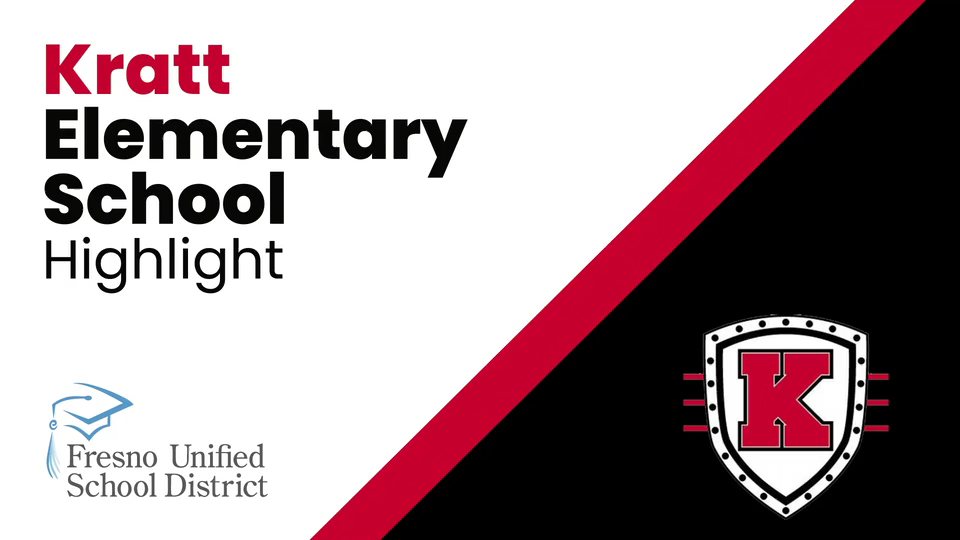 Kratt
Elementary
School
Highlight
Fresno Unified
School District
K